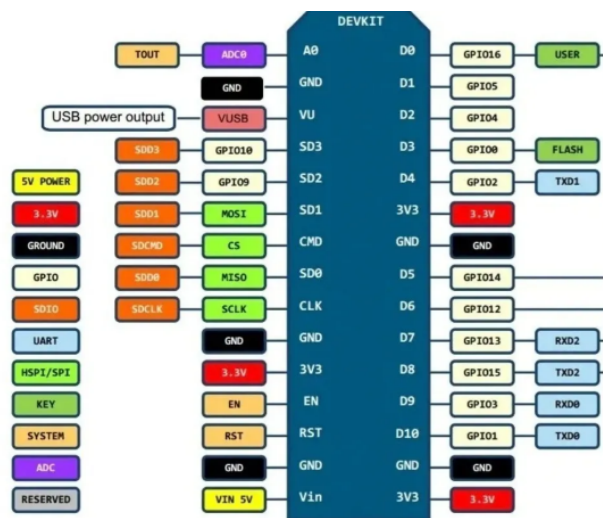 DEVKIT
TOUT ADC0 A0 D0 GPIO16 USER
GND GND D1 GPIO5
USB power output VUSB VU D2 GPIO4
SDD3 GPIO10 SD3 D3 GPIO0 FLASH
5V POWER SDD2 GPIO9 SD2 D4 GPIO2 TXD1
3.3V SDD1 MOSI SD1 3V3 3.3V
GROUND SDCMD CS CMD GND GND
GPIO SDD0 MISO SD0 D5 GPIO14
SDIO SDCLK SCLK CLK D6 GPIO12
UART GND GND D7 GPIO13 RXD2
HSPI/SPI 3.3V 3V3 D8 GPIO15 TXD2
KEY EN EN D9 GPIO3 RXD0
SYSTEM RST RST D10 GPIO1 TXD0
ADC GND GND GND GND
RESERVED VIN 5V Vin 3V3 3.3V